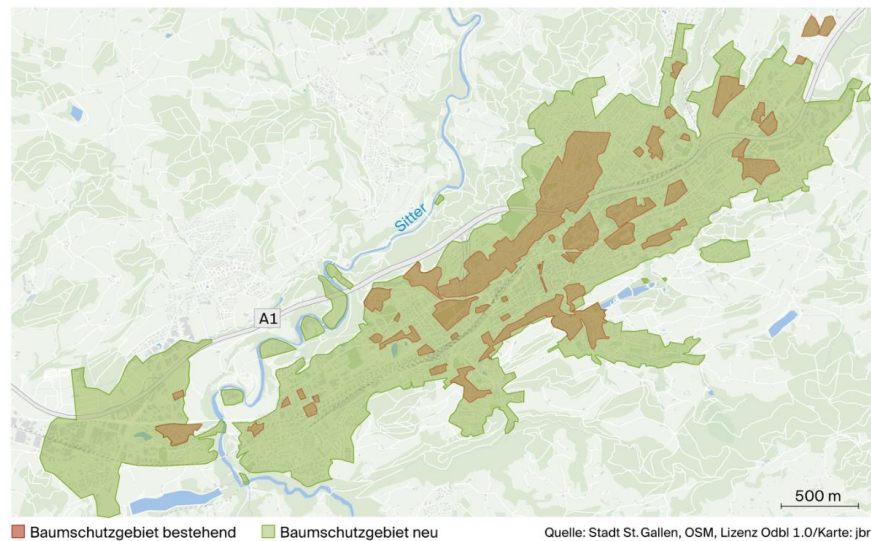 Sitter
A1
500 m
Baumschutzgebiet bestehend
Baumschutzgebiet neu
Quelle: Stadt St. Gallen, OSM, Lizenz Odbl 1.0/Karte: jbr